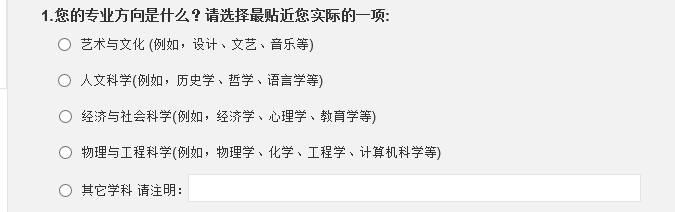 1.您的专业方向是什么？请选择最贴近您实际的一项:
艺术与文化 (例如，设计、文艺、音乐等)
人文科学(例如，历史学、哲学、语言学等)
经济与社会科学(例如，经济学、心理学、教育学等)
物理与工程科学(例如，物理学、化学、工程学、计算机科学等)
其它学科 请注明：